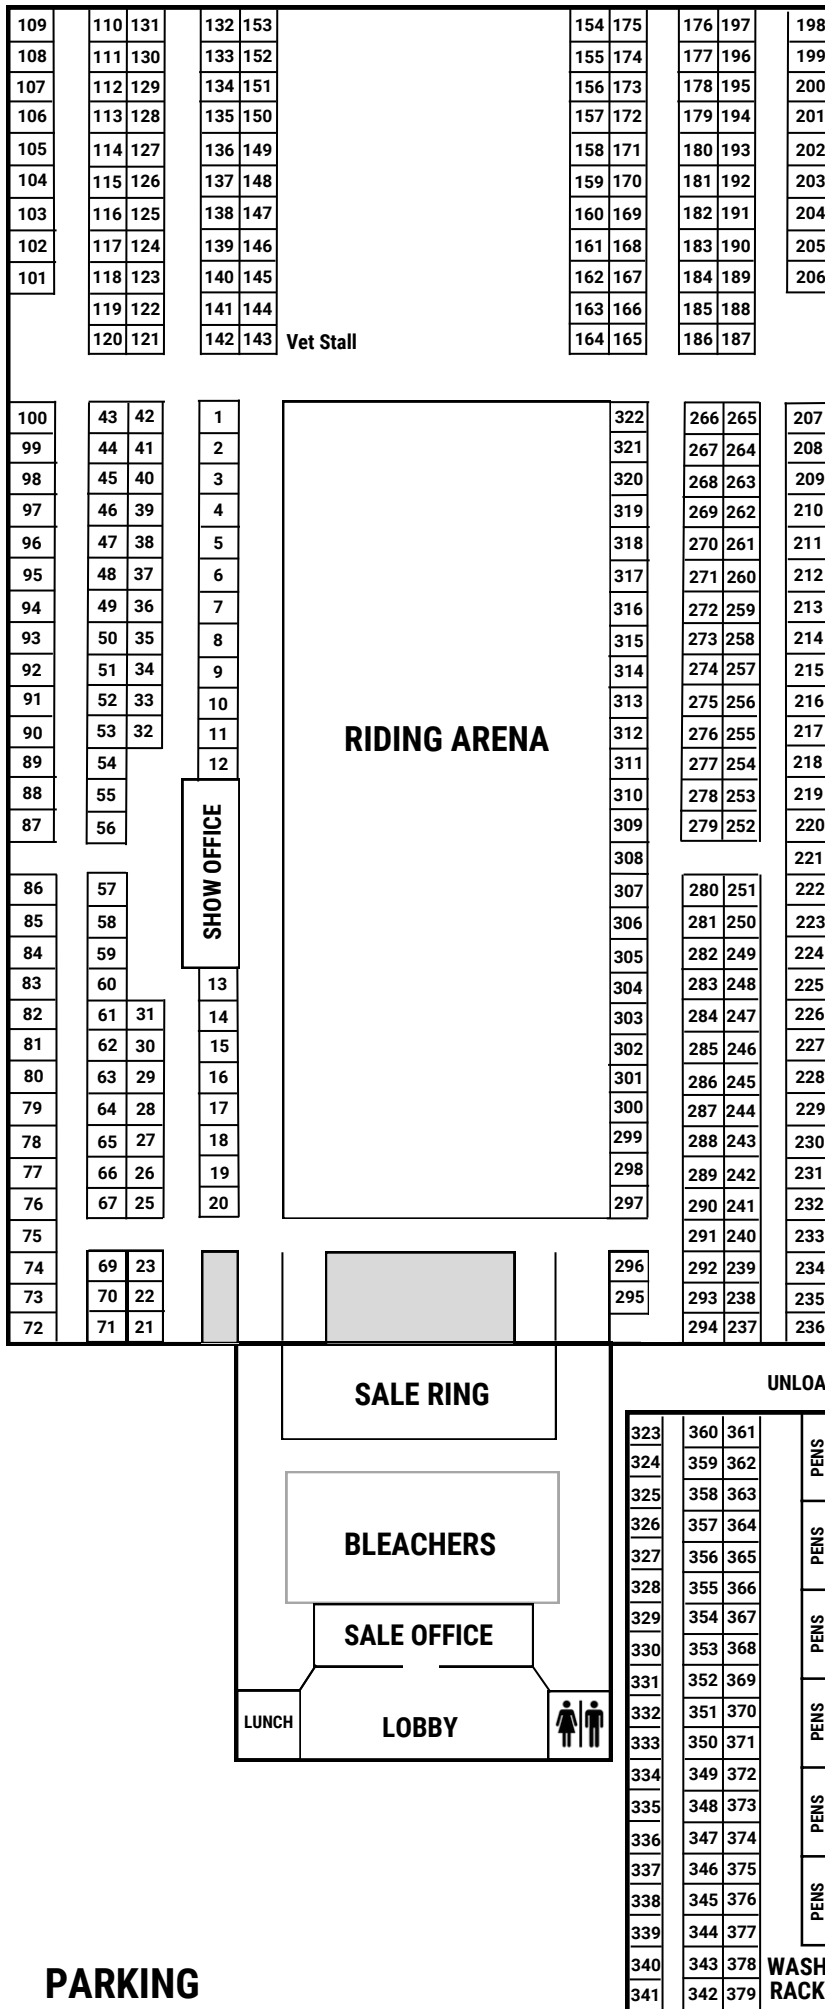 109 110 131 132 153 154 175 176 197 198
108 111 130 133 152 155 174 177 196 199
107 112 129 134 151 156 173 178 195 200
106 113 128 135 150 157 172 179 194 201
105 114 127 136 149 158 171 180 193 202
104 115 126 137 148 159 170 181 192 203
103 116 125 138 147 160 169 182 191 204
102 117 124 139 146 161 168 183 190 205
101 118 123 140 145 162 167 184 189 206
119 122 141 144 163 166 185 188
120 121 142 143 Vet Stall 164 165 186 187
100 43 42 1 322 266 265 207
99 44 41 2 321 267 264 208
98 45 40 3 320 268 263 209
97 46 39 4 319 269 262 210
96 47 38 5 318 270 261 211
95 48 37 6 317 271 260 212
94 49 36 7 316 272 259 213
93 50 35 8 315 273 258 214
92 51 34 9 314 274 257 215
91 52 33 10 313 275 256 216
90 53 32 11 RIDING ARENA 312 276 255 217
89 54 12 311 277 254 218
88 55 310 278 253 219
87 56 309 279 252 220
SHOW OFFICE
308 221
86 57 307 280 251 222
85 58 306 281 250 223
84 59 305 282 249 224
83 60 13 304 283 248 225
82 61 31 14 303 284 247 226
81 62 30 15 302 285 246 227
80 63 29 16 301 286 245 228
79 64 28 17 300 287 244 229
78 65 27 18 299 288 243 230
77 66 26 19 298 289 242 231
76 67 25 20 297 290 241 232
75 291 240 233
74 69 23 296 292 239 234
73 70 22 295 293 238 235
72 71 21 294 237 236
SALE RING
UNLOA
BLEACHERS
SALE OFFICE
LUNCH
LOBBY
323 360 361
324 359 362 PENS
325 358 363
326 357 364
327 356 365 PENS
328 355 366
329 354 367
330 353 368 PENS
331 352 369
332 351 370
333 350 371 PENS
334 349 372
335 348 373
336 347 374 PENS
337 346 375
338 345 376 PENS
339 344 377
340 343 378 WASH
341 342 379 RACK
PARKING